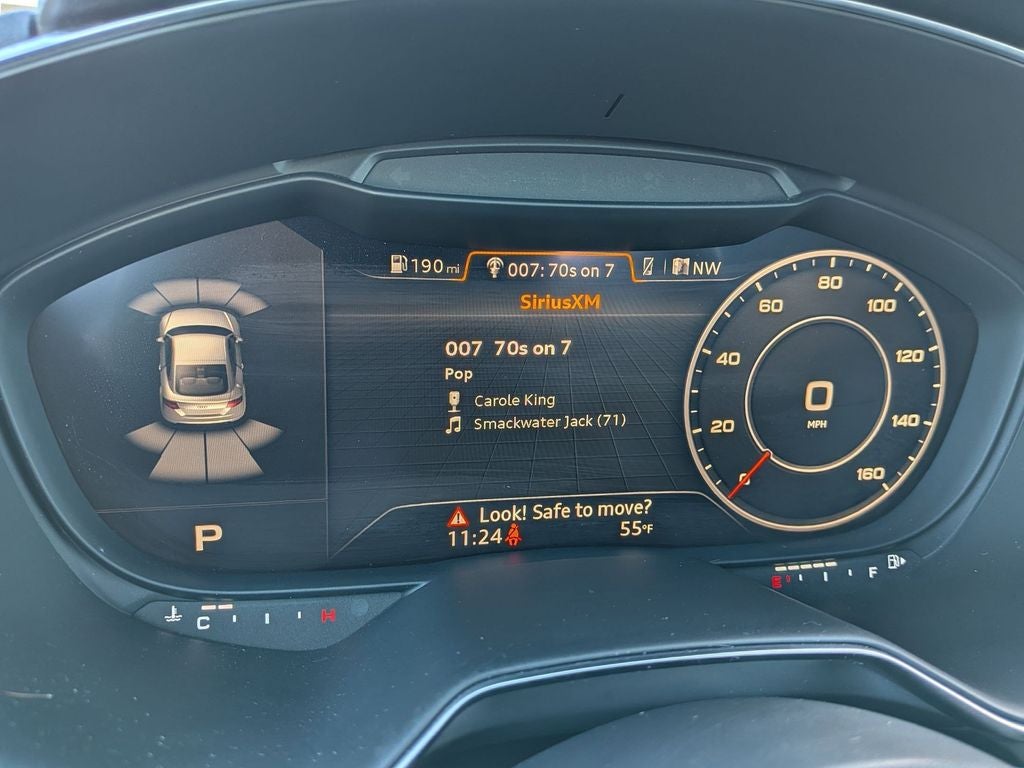 190 mi
007: 70s on 7
NW
SiriusXM
007 70s on 7
Pop
Carole King
Smackwater Jack (71)
Look! Safe to move?
11:24
55°F
P
0
20
40
60
80
100
120
140
160
0
MPH
C
H
E
F